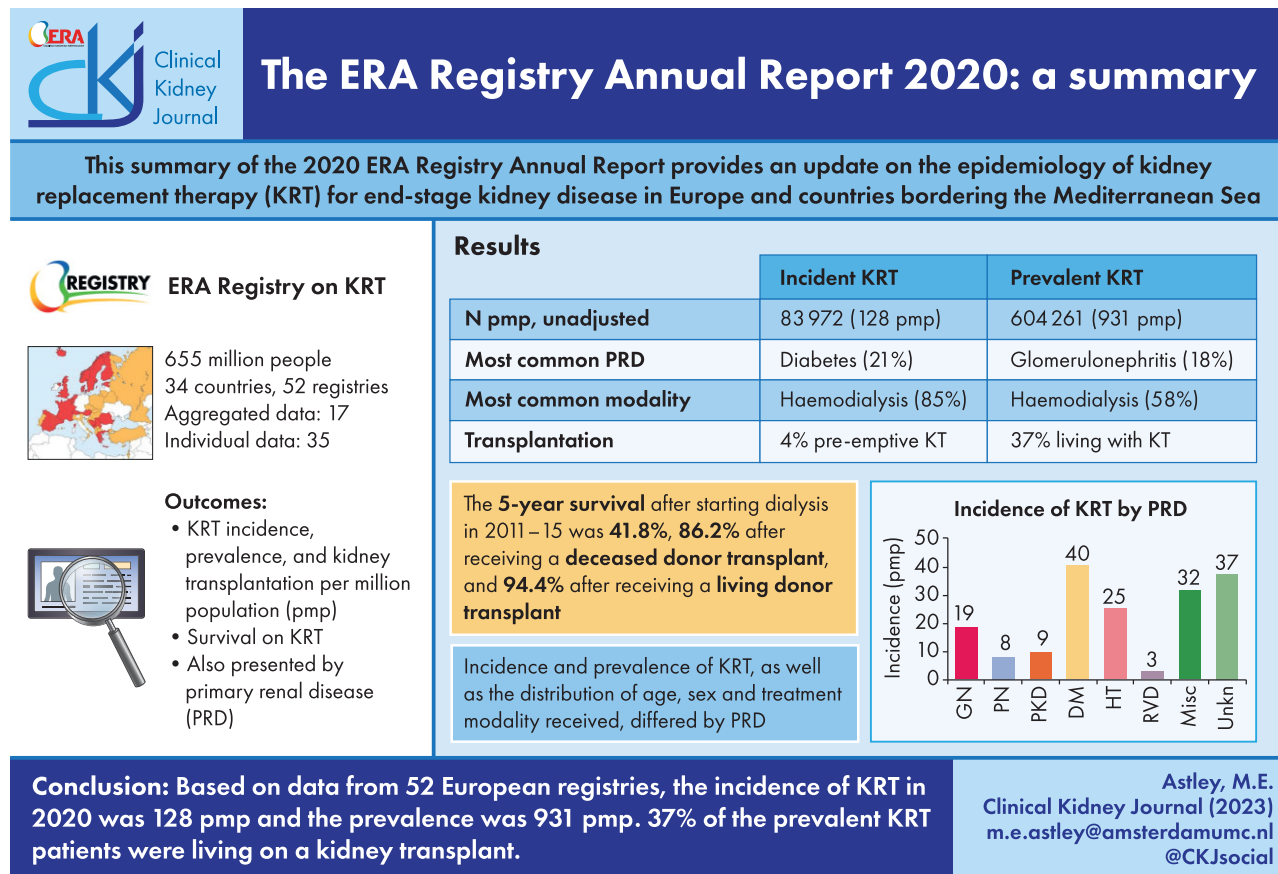 ERA
Clinical
Kidney
Journal
CKJ
The ERA Registry Annual Report 2020: a summary
This summary of the 2020 ERA Registry Annual Report provides an update on the epidemiology of kidney
replacement therapy (KRT) for end-stage kidney disease in Europe and countries bordering the Mediterranean Sea
REGISTRY
ERA Registry on KRT
655 million people
34 countries, 52 registries
Aggregated data: 17
Individual data: 35
Outcomes:
• KRT incidence,
prevalence, and kidney
transplantation per million
population (pmp)
• Survival on KRT
• Also presented by
primary renal disease
(PRD)
Results
Incident KRT Prevalent KRT
N pmp, unadjusted 83 972 (128 pmp) 604 261 (931 pmp)
Most common PRD Diabetes (21%) Glomerulonephritis (18%)
Most common modality Haemodialysis (85%) Haemodialysis (58%)
Transplantation 4% pre-emptive KT 37% living with KT
The 5-year survival after starting dialysis
in 2011–15 was 41.8%, 86.2% after
receiving a deceased donor transplant,
and 94.4% after receiving a living donor
transplant
Incidence and prevalence of KRT, as well
as the distribution of age, sex and treatment
modality received, differed by PRD
Incidence of KRT by PRD
Incidence (pmp)
50
40
30
20
10
0
19 8 9 40 25 3 32 37
GN PN PKD DM HT RVD Misc Unkn
Conclusion: Based on data from 52 European registries, the incidence of KRT in
2020 was 128 pmp and the prevalence was 931 pmp. 37% of the prevalent KRT
patients were living on a kidney transplant.
Astley, M.E.
Clinical Kidney Journal (2023)
m.e.astley@amsterdamumc.nl
@CKJsocial